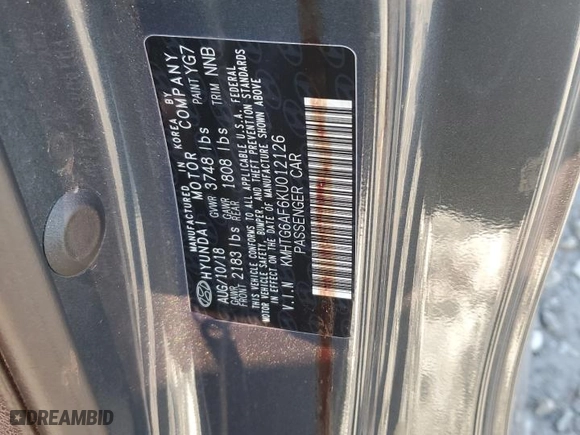 MANUFACTURED IN KOREA BY
HYUNDAI MOTOR COMPANY
AUG/10/18 GVWR 3748 lbs PAINT YG7
GAWR FRONT 2183 lbs GAWR REAR 1808 lbs TRIM NNB
THIS VEHICLE CONFORMS TO ALL APPLICABLE U.S.A. FEDERAL
MOTOR VEHICLE SAFETY, BUMPER, AND THEFT PREVENTION STANDARDS
IN EFFECT ON THE DATE OF MANUFACTURE SHOWN ABOVE
V.I.N KMHTG6AF6KU012126
PASSENGER CAR
DREAMBID